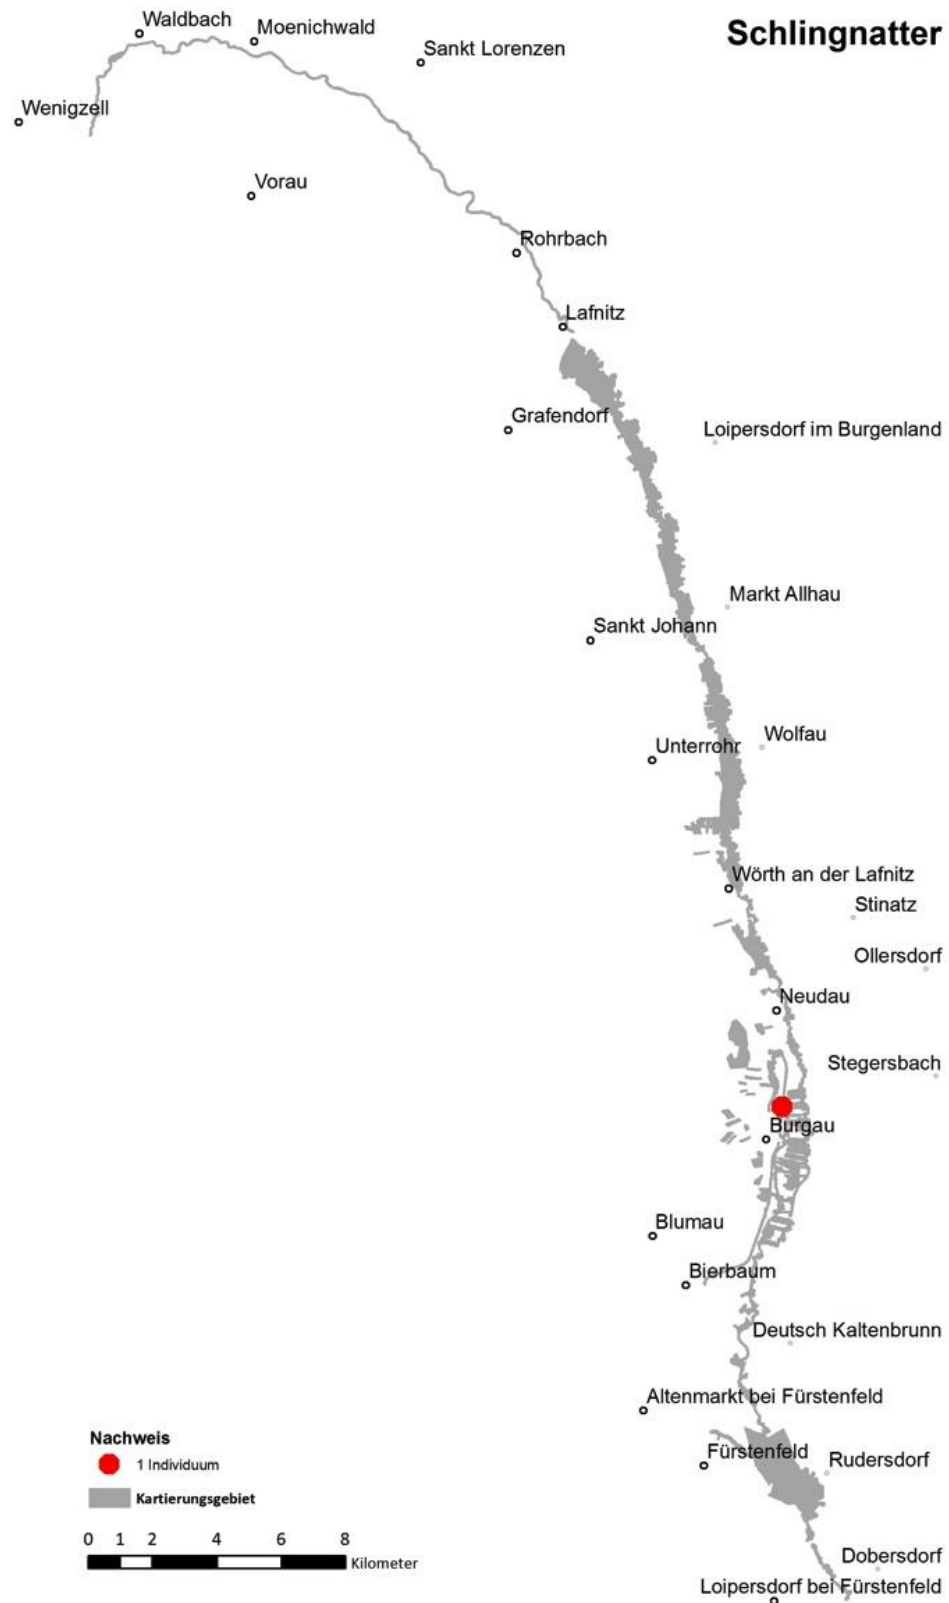 Schlingnatter
Waldbach
Moenichwald
Sankt Lorenzen
Wenigzell
Vorau
Rohrbach
Lafnitz
Grafendorf
Loipersdorf im Burgenland
Markt Allhau
Sankt Johann
Wolfau
Unterrohr
Wörth an der Lafnitz
Stinatz
Ollersdorf
Neudau
Stegersbach
Burgau
Blumau
Bierbaum
Deutsch Kaltenbrunn
Altenmarkt bei Fürstenfeld
Fürstenfeld
Rudersdorf
Dobersdorf
Loipersdorf bei Fürstenfeld
Nachweis
1 Individuum
Kartierungsgebiet
0 1 2 4 6 8
Kilometer